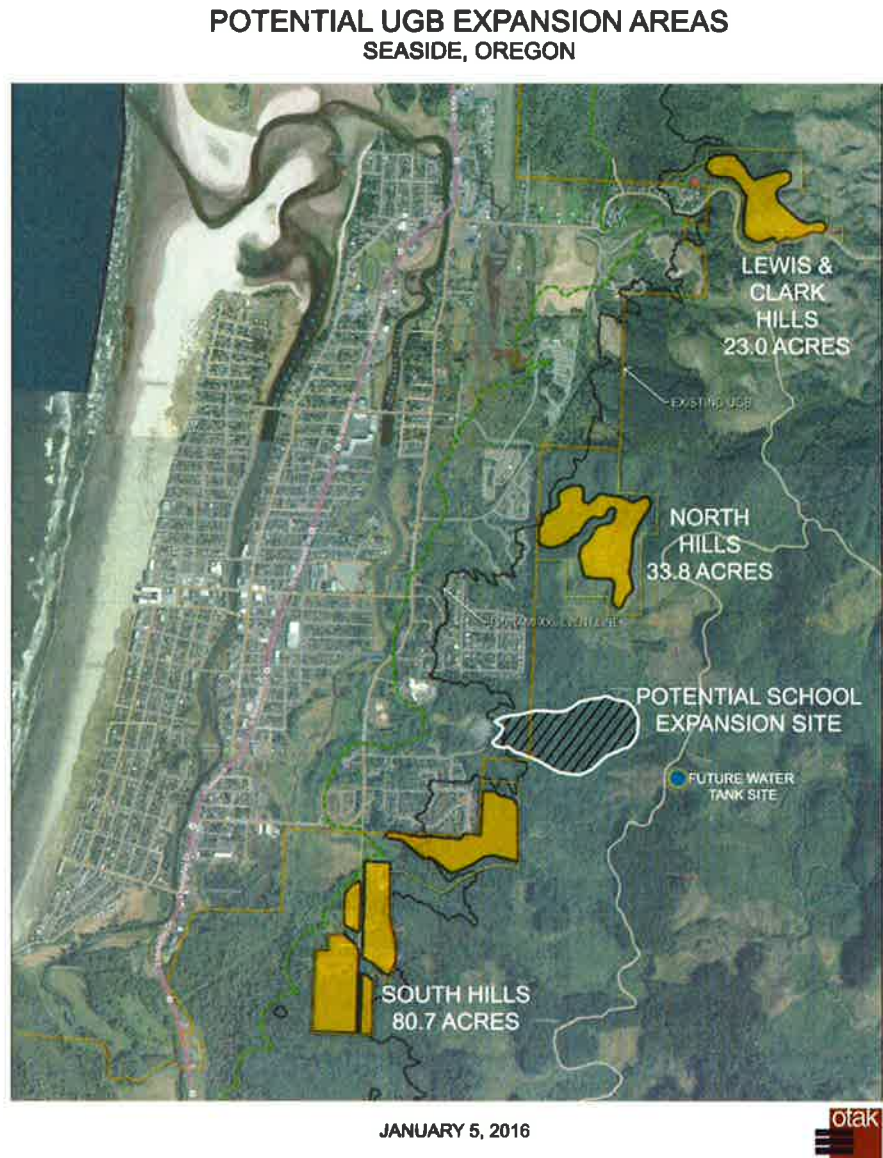 POTENTIAL UGB EXPANSION AREAS
SEASIDE, OREGON
LEWIS &
CLARK
HILLS
23.0 ACRES
EXISTING UGB
NORTH
HILLS
33.8 ACRES
POTENTIAL SCHOOL
EXPANSION SITE
FUTURE WATER
TANK SITE
SOUTH HILLS
80.7 ACRES
JANUARY 5, 2016
otak